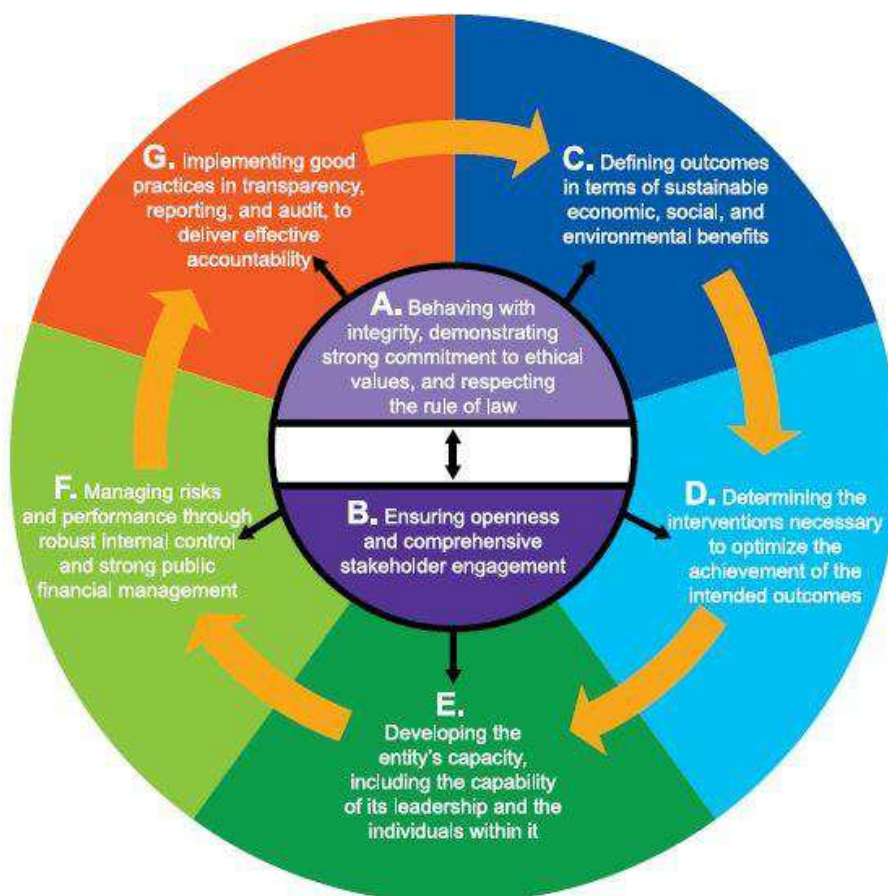 G. Implementing good
practices in transparency,
reporting, and audit, to
deliver effective
accountability
C. Defining outcomes
in terms of sustainable
economic, social, and
environmental benefits
A. Behaving with
integrity, demonstrating
strong commitment to ethical
values, and respecting
the rule of law
B. Ensuring openness
and comprehensive
stakeholder engagement
D. Determining the
interventions necessary
to optimize the
achievement of the
intended outcomes
E.
Developing the
entity's capacity,
including the capability
of its leadership and the
individuals within it
F. Managing risks
and performance through
robust internal control
and strong public
financial management